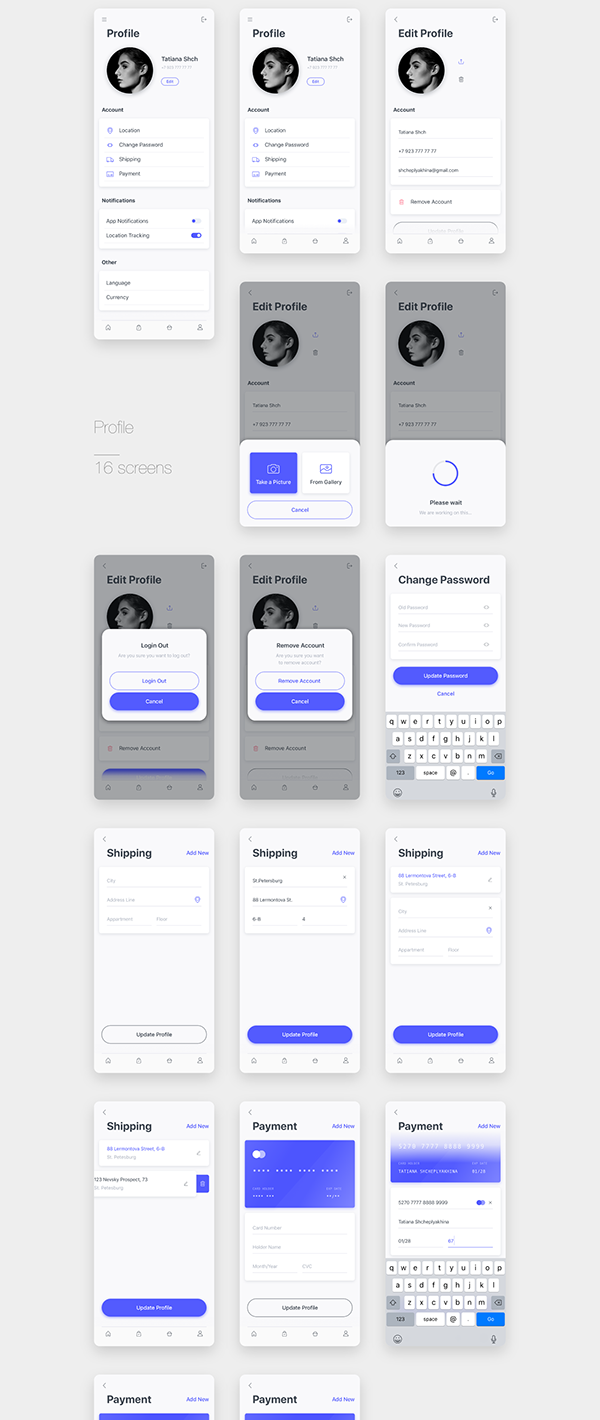 Profile
Tatiana Shch
+7 923 777 77 77
Edit
Account
Location
Change Password
Shipping
Payment
Notifications
App Notifications
Location Tracking
Other
Language
Currency
Profile
Tatiana Shch
+7 923 777 77 77
Edit
Account
Location
Change Password
Shipping
Payment
Notifications
App Notifications
Edit Profile
Account
Tatiana Shch
+7 923 777 77 77
shcheplyakhina@gmail.com
Remove Account
Profile
16 screens
Edit Profile
Account
Tatiana Shch
+7 923 777 77 77
Take a Picture
From Gallery
Cancel
Edit Profile
Account
Tatiana Shch
+7 923 777 77 77
Please wait
We are working on this...
Edit Profile
Login Out
Are you sure you want to log out?
Login Out
Cancel
Remove Account
Edit Profile
Remove Account
Are you sure you want
to remove account?
Remove Account
Cancel
Remove Account
Change Password
Old Password
New Password
Confirm Password
Update Password
Cancel
q w e r t y u i o p
a s d f g h j k l
z x c v b n m
123 space @ . Go
Shipping
Add New
City
Address Line
Appartment Floor
Update Profile
Shipping
Add New
St.Petersburg
88 Lermontova St.
6-B 4
Update Profile
Shipping
Add New
88 Lermontova Street, 6-B
St. Petersburg
City
Address Line
Appartment Floor
Update Profile
Shipping
Add New
88 Lermontova Street, 6-B
St. Petersburg
123 Nevsky Prospect, 73
St. Petersburg
Update Profile
Payment
Add New
CARD HOLDER
Card Number
Holder Name
Month/Year CVC
Update Profile
Payment
Add New
5270 7777 8888 9999
CARD HOLDER
TATIANA SHCHEPLYAKHINA 01/28
5270 7777 8888 9999
Tatiana Shcheplyakhina
01/28 67
q w e r t y u i o p
a s d f g h j k l
z x c v b n m
123 space @ . Go
Payment
Add New
Payment
Add New